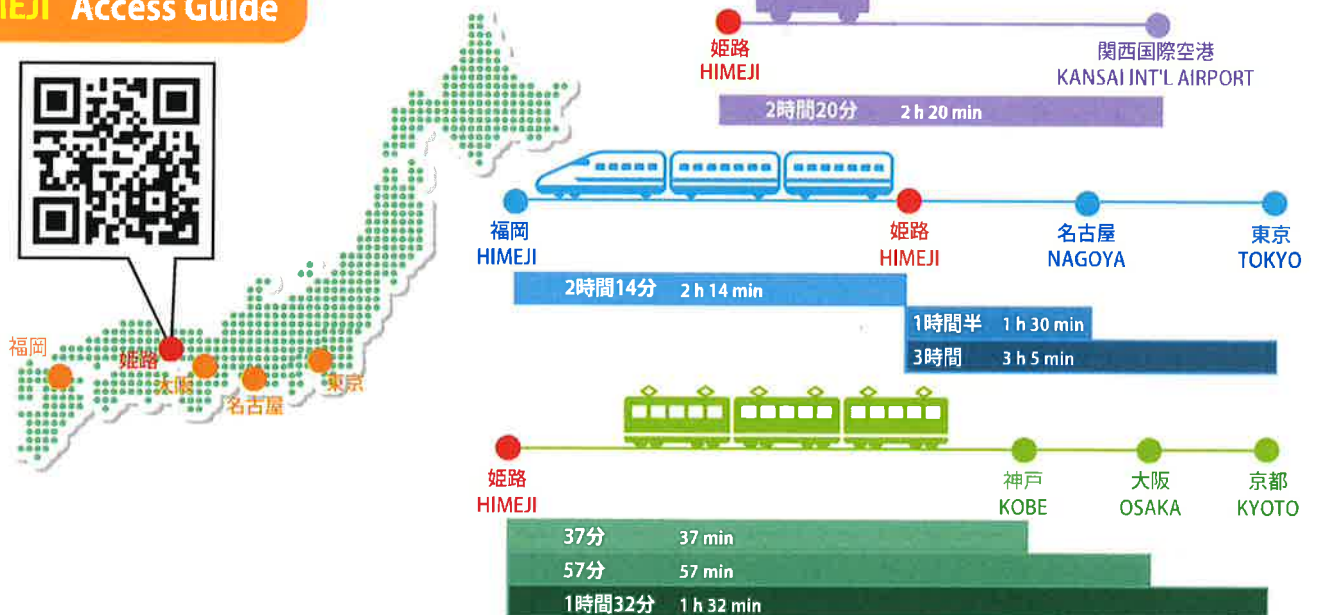 MEJI Access Guide
姫路
HIMEJI
関西国際空港
KANSAI INT'L AIRPORT
2時間20分 2 h 20 min
福岡
HIMEJI
姫路
HIMEJI
名古屋
NAGOYA
東京
TOKYO
2時間14分 2 h 14 min
1時間半 1 h 30 min
3時間 3 h 5 min
福岡
姫路
大阪
名古屋
東京
姫路
HIMEJI
神戸
KOBE
大阪
OSAKA
京都
KYOTO
37分 37 min
57分 57 min
1時間32分 1 h 32 min